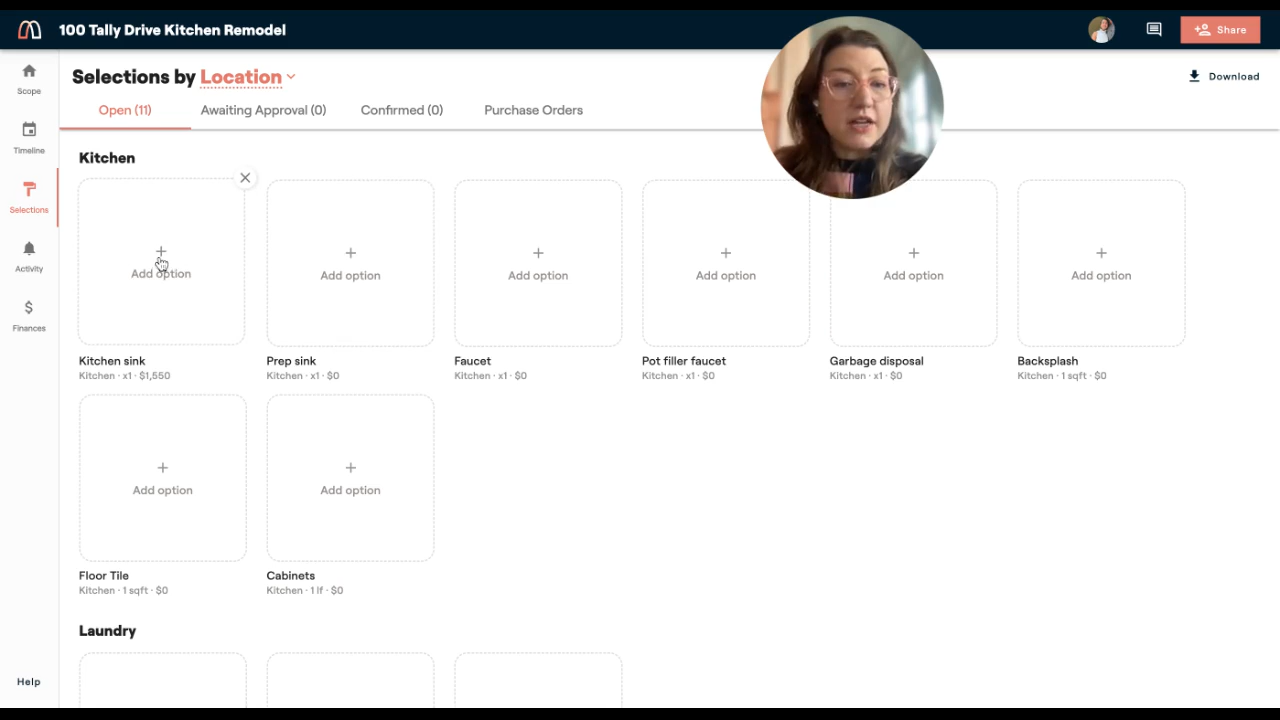 100 Tally Drive Kitchen Remodel
Share
Scope
Timeline
Selections
Activity
Finances
Help
Selections by Location
Download
Open (11)
Awaiting Approval (0)
Confirmed (0)
Purchase Orders
Kitchen
Add option
Add option
Add option
Add option
Add option
Add option
Kitchen sink
Kitchen · x1 · $1,550
Prep sink
Kitchen · x1 · $0
Faucet
Kitchen · x1 · $0
Pot filler faucet
Kitchen · x1 · $0
Garbage disposal
Kitchen · x1 · $0
Backsplash
Kitchen · 1 sqft · $0
Add option
Add option
Floor Tile
Kitchen · 1 sqft · $0
Cabinets
Kitchen · 1 lf · $0
Laundry